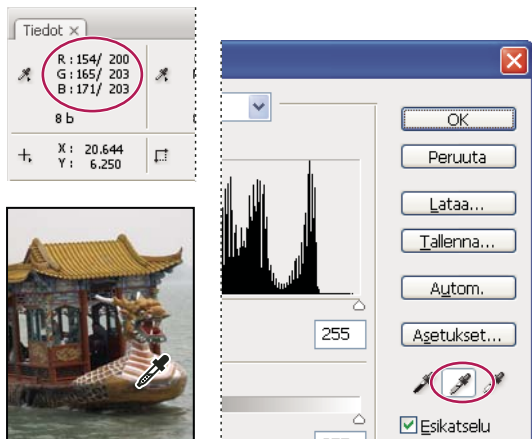 Tiedot ×
R : 154/ 200
G : 165/ 203
B : 171/ 203
8 b
X : 20.644
Y : 6.250
OK
Peruuta
Lataa...
Tallenna...
Autom.
Asetukset...
255
Esikatselu